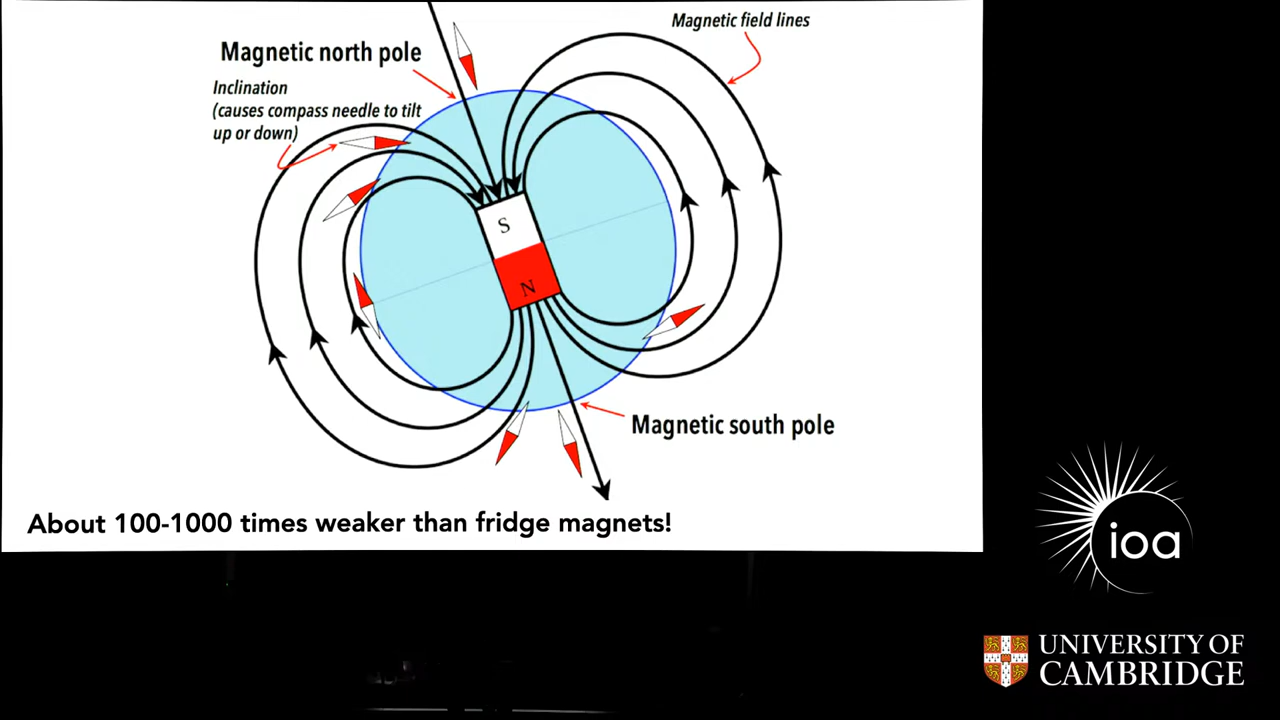 Magnetic field lines
Magnetic north pole
Inclination
(causes compass needle to tilt
up or down)
S
N
Magnetic south pole
About 100-1000 times weaker than fridge magnets!
ioa
UNIVERSITY OF
CAMBRIDGE